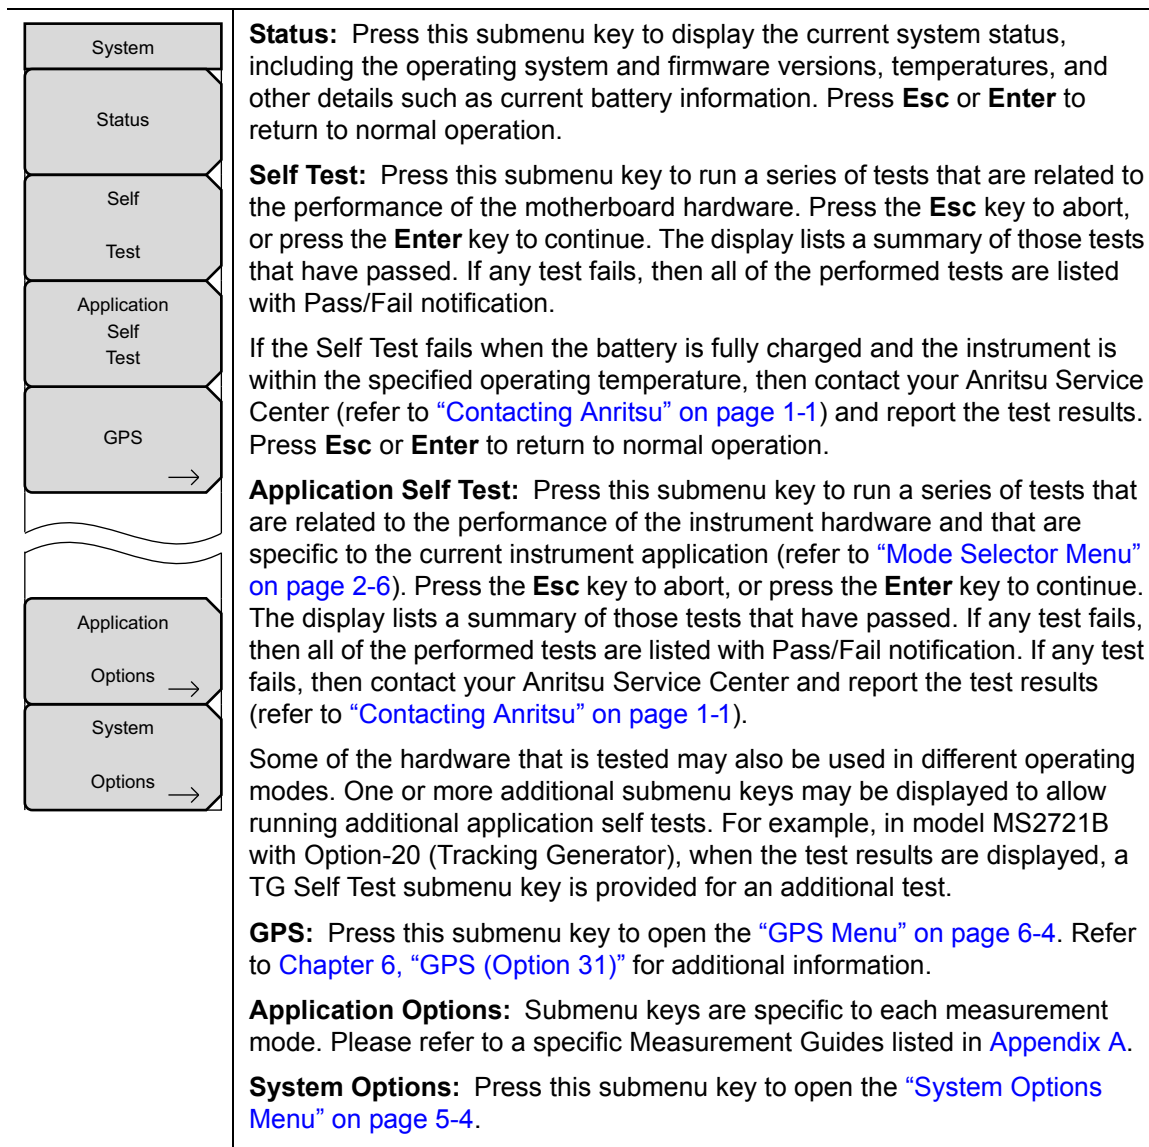 System
Status
Self
Test
Application
Self
Test
GPS
→
Application
Options →
System
Options →
Status: Press this submenu key to display the current system status,
including the operating system and firmware versions, temperatures, and
other details such as current battery information. Press Esc or Enter to
return to normal operation.
Self Test: Press this submenu key to run a series of tests that are related to
the performance of the motherboard hardware. Press the Esc key to abort,
or press the Enter key to continue. The display lists a summary of those tests
that have passed. If any test fails, then all of the performed tests are listed
with Pass/Fail notification.
If the Self Test fails when the battery is fully charged and the instrument is
within the specified operating temperature, then contact your Anritsu Service
Center (refer to “Contacting Anritsu” on page 1-1) and report the test results.
Press Esc or Enter to return to normal operation.
Application Self Test: Press this submenu key to run a series of tests that
are related to the performance of the instrument hardware and that are
specific to the current instrument application (refer to “Mode Selector Menu”
on page 2-6). Press the Esc key to abort, or press the Enter key to continue.
The display lists a summary of those tests that have passed. If any test fails,
then all of the performed tests are listed with Pass/Fail notification. If any test
fails, then contact your Anritsu Service Center and report the test results
(refer to “Contacting Anritsu” on page 1-1).
Some of the hardware that is tested may also be used in different operating
modes. One or more additional submenu keys may be displayed to allow
running additional application self tests. For example, in model MS2721B
with Option-20 (Tracking Generator), when the test results are displayed, a
TG Self Test submenu key is provided for an additional test.
GPS: Press this submenu key to open the “GPS Menu” on page 6-4. Refer
to Chapter 6, “GPS (Option 31)” for additional information.
Application Options: Submenu keys are specific to each measurement
mode. Please refer to a specific Measurement Guides listed in Appendix A.
System Options: Press this submenu key to open the “System Options
Menu” on page 5-4.